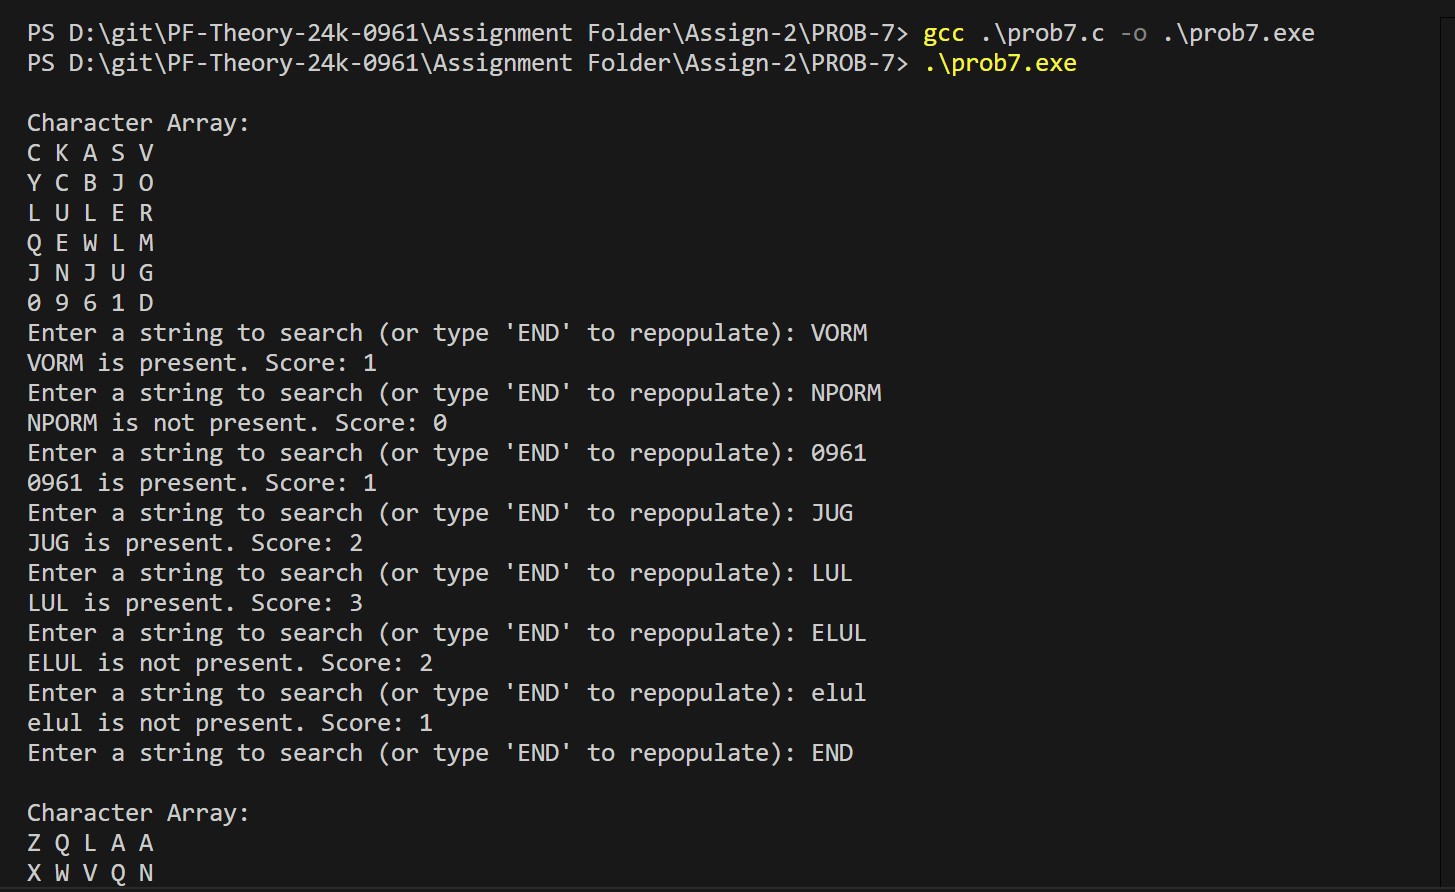 PS D:\git\PF-Theory-24k-0961\Assignment Folder\Assign-2\PROB-7> gcc .\prob7.c -o .\prob7.exe
PS D:\git\PF-Theory-24k-0961\Assignment Folder\Assign-2\PROB-7> .\prob7.exe
Character Array:
C K A S V
Y C B J O
L U L E R
Q E W L M
J N J U G
0 9 6 1 D
Enter a string to search (or type 'END' to repopulate): VORM
VORM is present. Score: 1
Enter a string to search (or type 'END' to repopulate): NPORM
NPORM is not present. Score: 0
Enter a string to search (or type 'END' to repopulate): 0961
0961 is present. Score: 1
Enter a string to search (or type 'END' to repopulate): JUG
JUG is present. Score: 2
Enter a string to search (or type 'END' to repopulate): LUL
LUL is present. Score: 3
Enter a string to search (or type 'END' to repopulate): ELUL
ELUL is not present. Score: 2
Enter a string to search (or type 'END' to repopulate): elul
elul is not present. Score: 1
Enter a string to search (or type 'END' to repopulate): END
Character Array:
Z Q L A A
X W V Q N